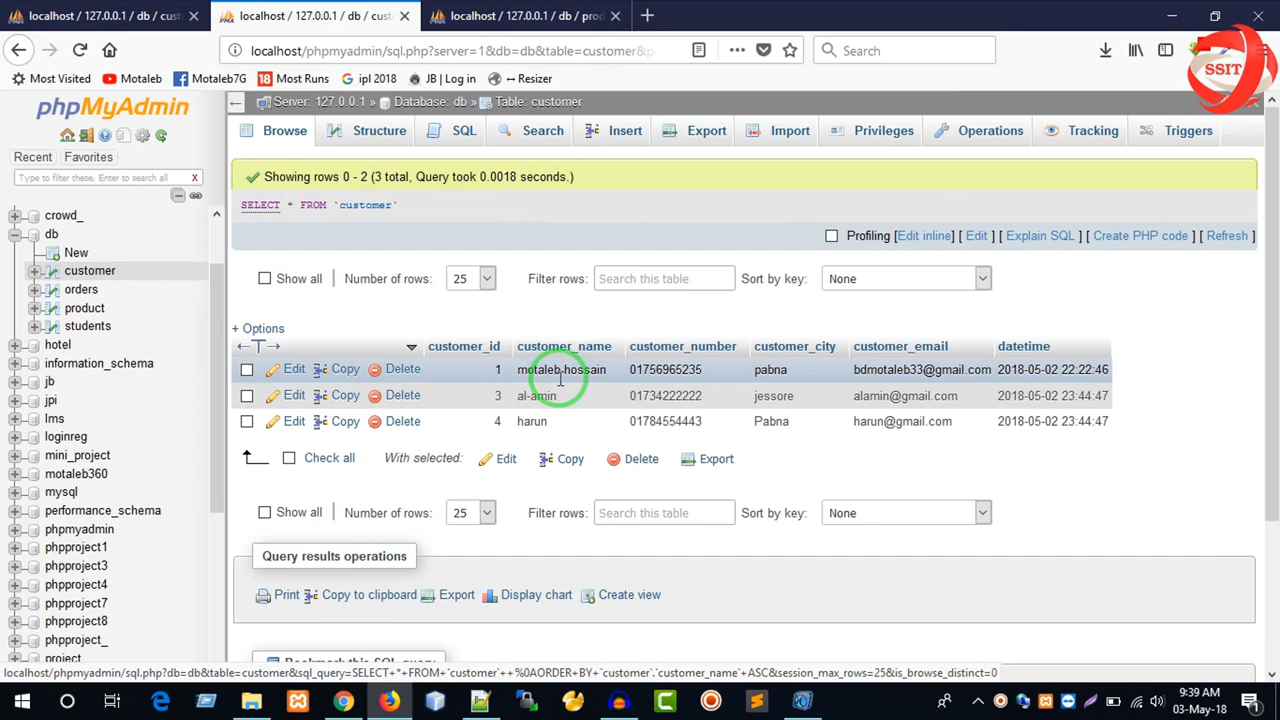 localhost / 127.0.0.1 / db / cust
localhost / 127.0.0.1 / db / cust
localhost / 127.0.0.1 / db / prod
localhost/phpmyadmin/sql.php?server=1&db=db&table=customer&p
Search
Most Visited
Motaleb
Motaleb7G
18 Most Runs
ipl 2018
JB | Log in
↔ Resizer
SSIT
phpMyAdmin
Recent
Favorites
Type to filter these, Enter to search all
X
crowd_
db
New
customer
orders
product
students
hotel
information_schema
jb
jpi
lms
loginreg
mini_project
motaleb360
mysql
performance_schema
phpmyadmin
phpproject1
phpproject3
phpproject4
phpproject7
phpproject8
phpproject_
project
Server: 127.0.0.1 » Database: db » Table: customer
Browse
Structure
SQL
Search
Insert
Export
Import
Privileges
Operations
Tracking
Triggers
Showing rows 0 - 2 (3 total, Query took 0.0018 seconds.)
SELECT * FROM `customer`
Profiling [Edit inline] [ Edit ] [ Explain SQL ] [ Create PHP code ] [ Refresh ]
Show all | Number of rows: 25 Filter rows: Search this table Sort by key: None
+ Options
←T→ customer_id customer_name customer_number customer_city customer_email datetime
Edit Copy Delete 1 motaleb hossain 01756965235 pabna bdmotaleb33@gmail.com 2018-05-02 22:22:46
Edit Copy Delete 3 al-amin 01734222222 jessore alamin@gmail.com 2018-05-02 23:44:47
Edit Copy Delete 4 harun 01784554443 Pabna harun@gmail.com 2018-05-02 23:44:47
Check all With selected: Edit Copy Delete Export
Show all | Number of rows: 25 Filter rows: Search this table Sort by key: None
Query results operations
Print Copy to clipboard Export Display chart Create view
Bookmark this SQL query
localhost/phpmyadmin/sql.php?db=db&table=customer&sql_query=SELECT+*+FROM+`customer`++%0AORDER+BY+`customer`.`customer_name`+ASC&session_max_rows=25&is_browse_distinct=0
9:39 AM
03-May-18